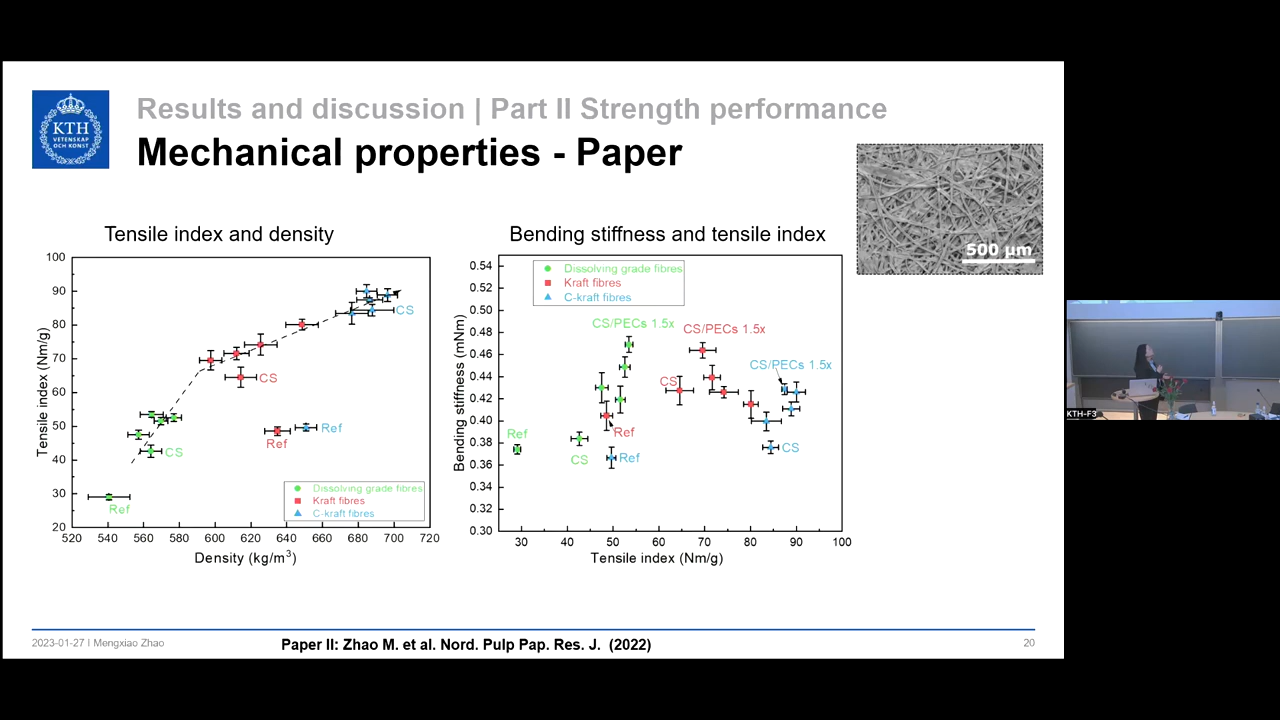 KTH
VETENSKAP
OCH KONST
Results and discussion | Part II Strength performance
Mechanical properties - Paper
500 µm
Tensile index and density
100
90
80
70
60
50
40
30
20
Tensile index (Nm/g)
520 540 560 580 600 620 640 660 680 700 720
Density (kg/m³)
CS
CS
Ref
Ref
CS
Ref
Dissolving grade fibres
Kraft fibres
C-kraft fibres
Bending stiffness and tensile index
0.54
0.52
0.50
0.48
0.46
0.44
0.42
0.40
0.38
0.36
0.34
0.32
0.30
Bending stiffness (mNm)
30 40 50 60 70 80 90 100
Tensile index (Nm/g)
Dissolving grade fibres
Kraft fibres
C-kraft fibres
CS/PECs 1.5x
CS/PECs 1.5x
CS/PECs 1.5x
CS
Ref
Ref
CS
Ref
CS
KTH-F3
2023-01-27 I Mengxiao Zhao
Paper II: Zhao M. et al. Nord. Pulp Pap. Res. J. (2022)
20